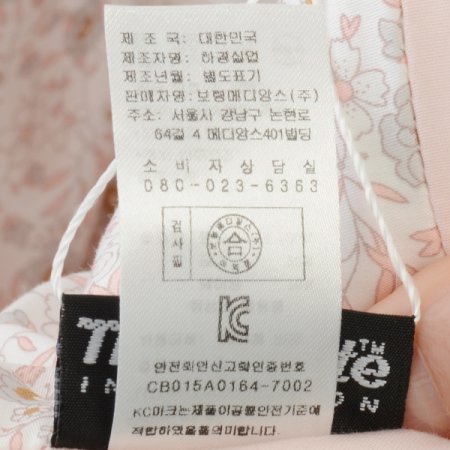 제 조 국: 대한민국
제조자명: 하경실업
제조년월: 별도표기
판매자명: 보령메디앙스(주)
주소: 서울시 강남구 논현로
64길 4 메디앙스401빌딩
소 비 자 상 담 실
080-023-6363
검사필
合
KC
안전확인신고확인증번호
CB015A0164-7002
KC마크는 제품이 공통안전기준에
적합하였음을 의미합니다.
TM